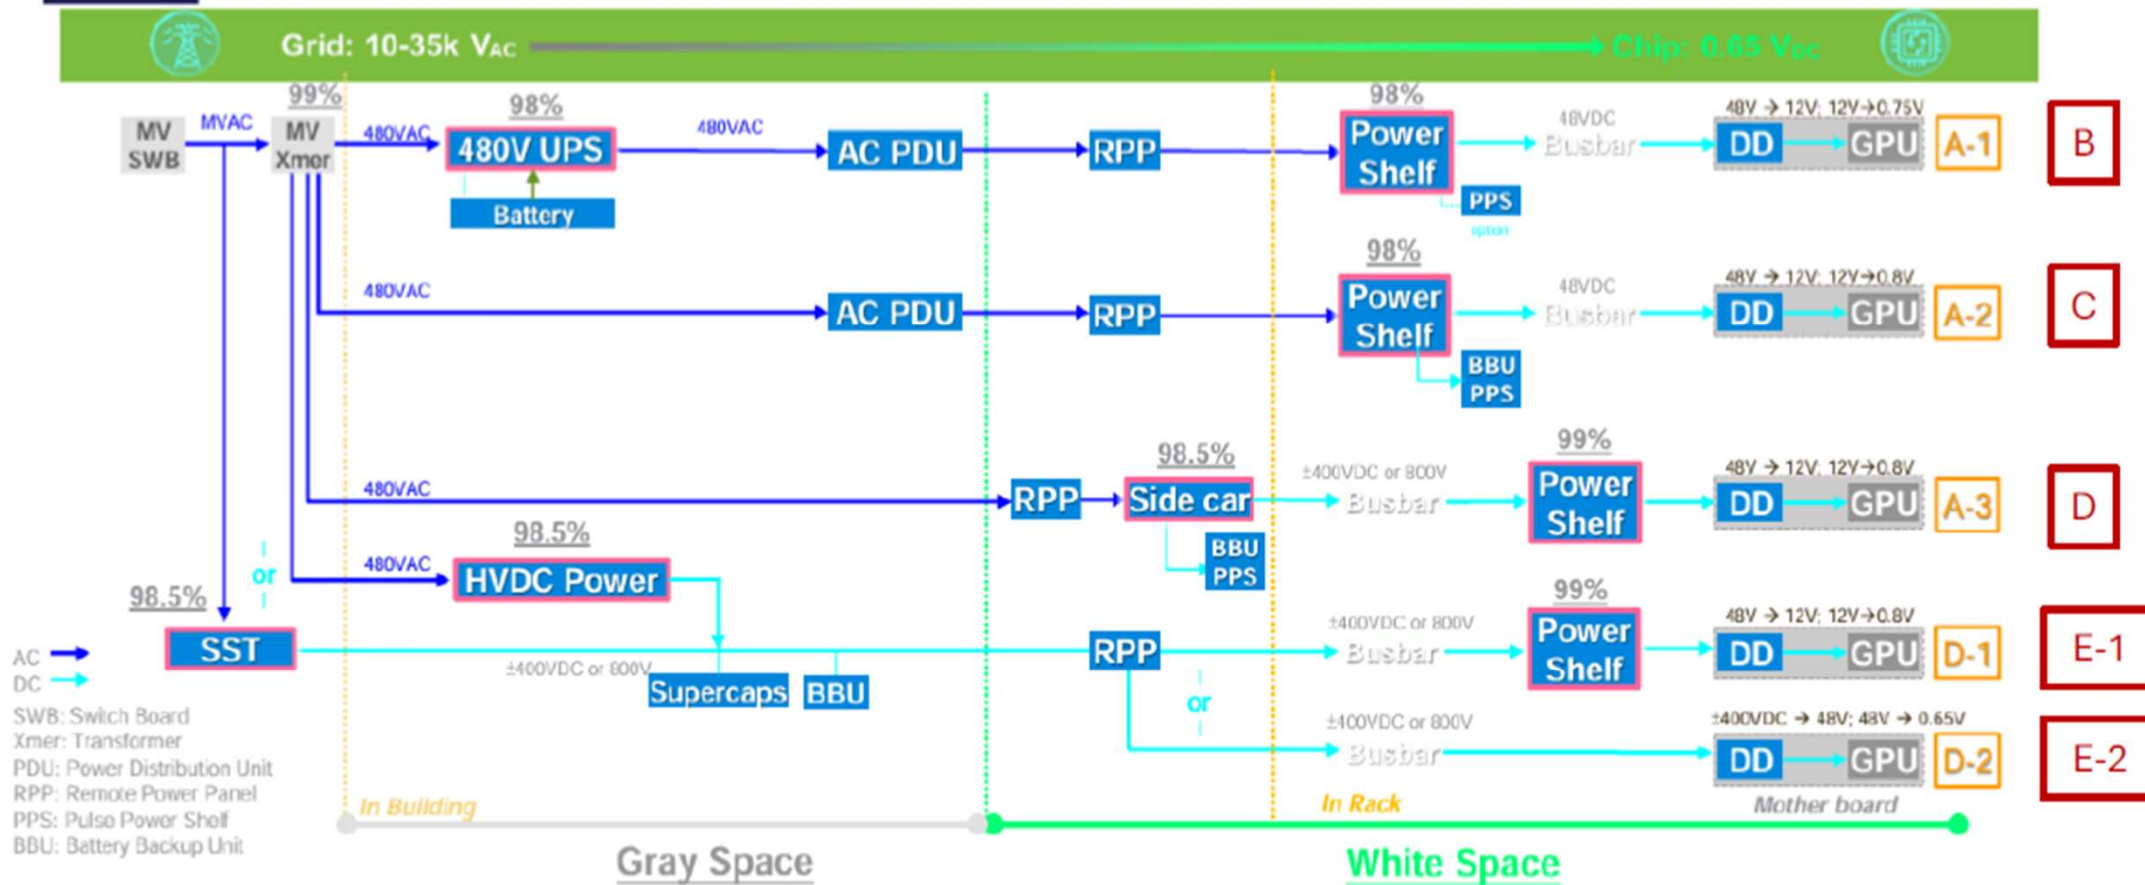 Grid: 10-35k VAC
Chip: 0.65 VDC
99%
98%
98%
48V → 12V; 12V→0.75V
MV SWB
MVAC
MV Xmer
480VAC
480V UPS
480VAC
AC PDU
RPP
Power Shelf
48VDC
Busbar
DD
GPU
A-1
B
Battery
PPS
option
98%
48V → 12V; 12V→0.8V
480VAC
AC PDU
RPP
Power Shelf
48VDC
Busbar
DD
GPU
A-2
C
BBU
PPS
98.5%
99%
48V → 12V; 12V→0.8V
480VAC
RPP
Side car
±400VDC or 800V
Busbar
Power Shelf
DD
GPU
A-3
D
BBU
PPS
98.5%
or
480VAC
HVDC Power
98.5%
99%
48V → 12V; 12V→0.8V
SST
±400VDC or 800V
Supercaps
BBU
RPP
±400VDC or 800V
Busbar
Power Shelf
DD
GPU
D-1
E-1
or
±400VDC or 800V
Busbar
±400VDC → 48V; 48V → 0.65V
DD
GPU
D-2
E-2
Mother board
AC
DC
SWB: Switch Board
Xmer: Transformer
PDU: Power Distribution Unit
RPP: Remote Power Panel
PPS: Pulse Power Shelf
BBU: Battery Backup Unit
In Building
In Rack
Gray Space
White Space